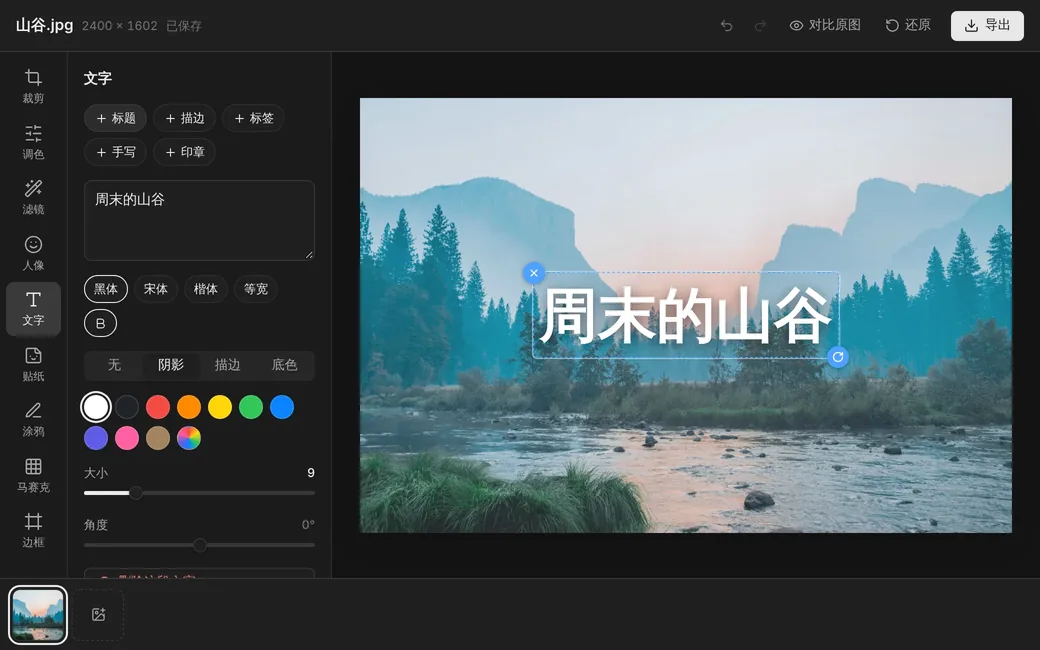 山谷.jpg 2400 × 1602 已保存
对比原图 还原 导出
裁剪
调色
滤镜
人像
文字
贴纸
涂鸦
马赛克
边框
文字
+ 标题 + 描边 + 标签
+ 手写 + 印章
周末的山谷
黑体 宋体 楷体 等宽
B
无 阴影 描边 底色
大小 9
角度 0°
周末的山谷